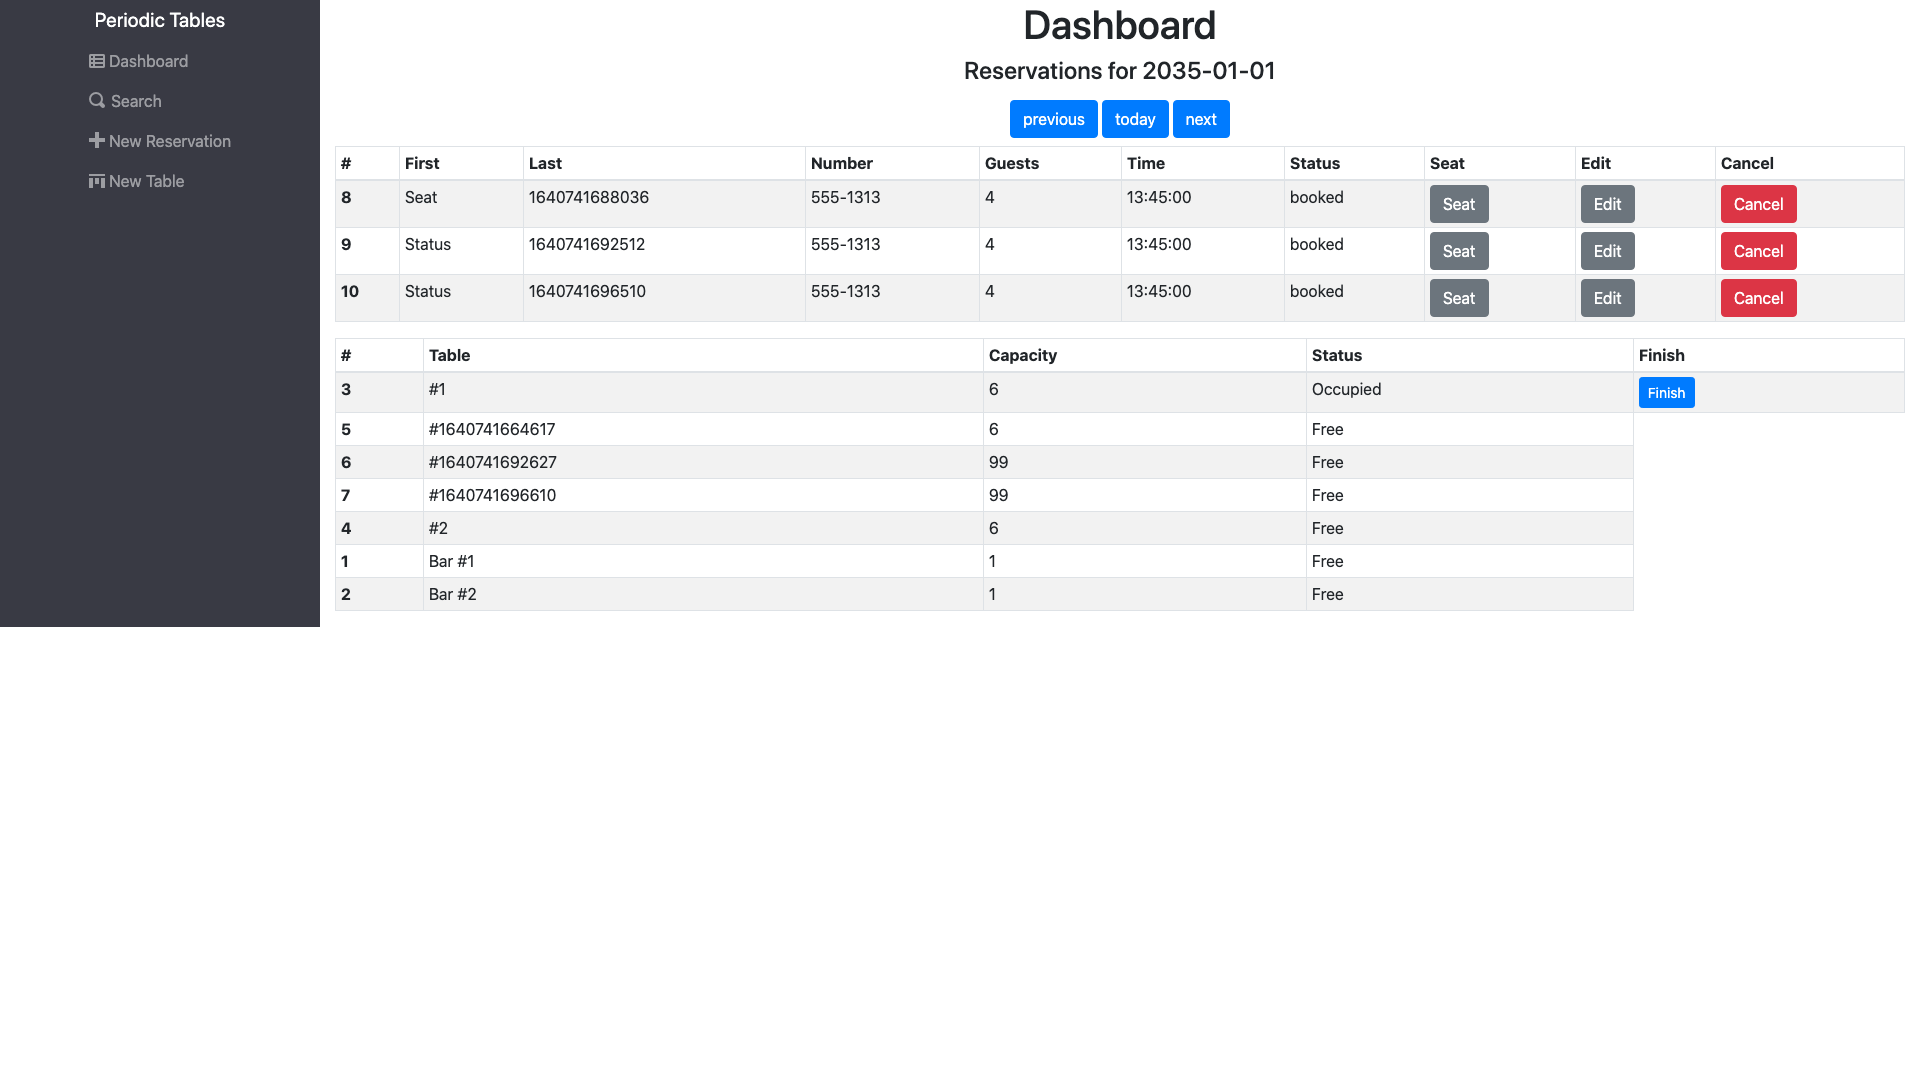 Periodic Tables
Dashboard
Search
New Reservation
New Table
Dashboard
Reservations for 2035-01-01
previous today next
# First Last Number Guests Time Status Seat Edit Cancel
8 Seat 1640741688036 555-1313 4 13:45:00 booked Seat Edit Cancel
9 Status 1640741692512 555-1313 4 13:45:00 booked Seat Edit Cancel
10 Status 1640741696510 555-1313 4 13:45:00 booked Seat Edit Cancel
# Table Capacity Status Finish
3 #1 6 Occupied Finish
5 #1640741664617 6 Free
6 #1640741692627 99 Free
7 #1640741696610 99 Free
4 #2 6 Free
1 Bar #1 1 Free
2 Bar #2 1 Free